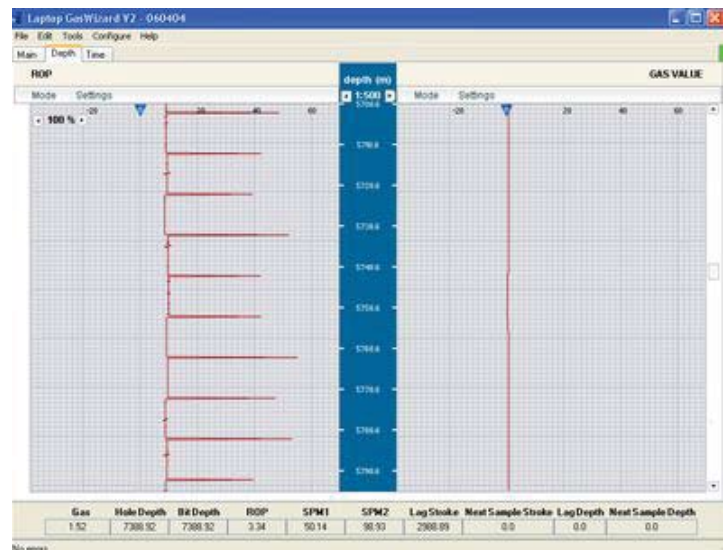 Laptop GasWizard V2 - 060404
File Edit Tools Configure Help
Main Depth Time
ROP
depth (m)
GAS VALUE
Mode Settings
1:500
Mode Settings
-20 20 40 60
-20 20 40 60
100 %
Gas Hole Depth Bit Depth ROP SPM1 SPM2 Lag Stroke Next Sample Stroke Lag Depth Next Sample Depth
1.52 7388.92 7388.92 3.34 50.14 98.93 2988.89 0.0 0.0 0.0